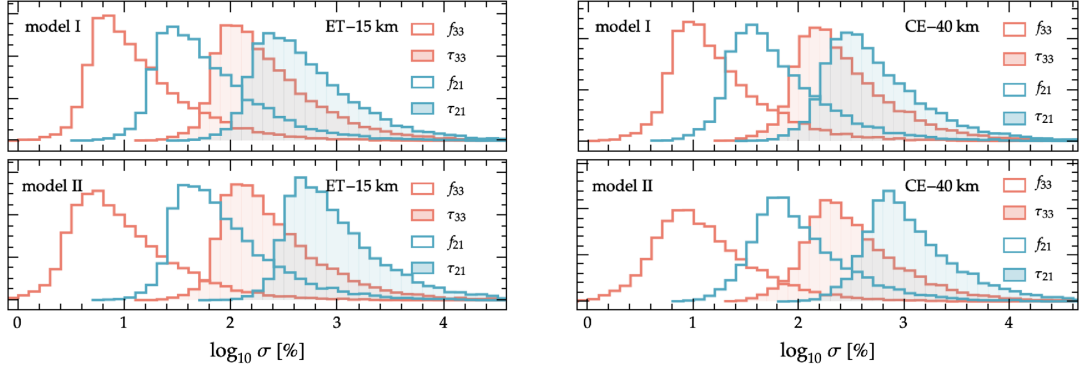 model I
ET−15 km
f33
τ33
f21
τ21
model II
ET−15 km
f33
τ33
f21
τ21
0 1 2 3 4
log10 σ [%]
model I
CE−40 km
f33
τ33
f21
τ21
model II
CE−40 km
f33
τ33
f21
τ21
0 1 2 3 4
log10 σ [%]